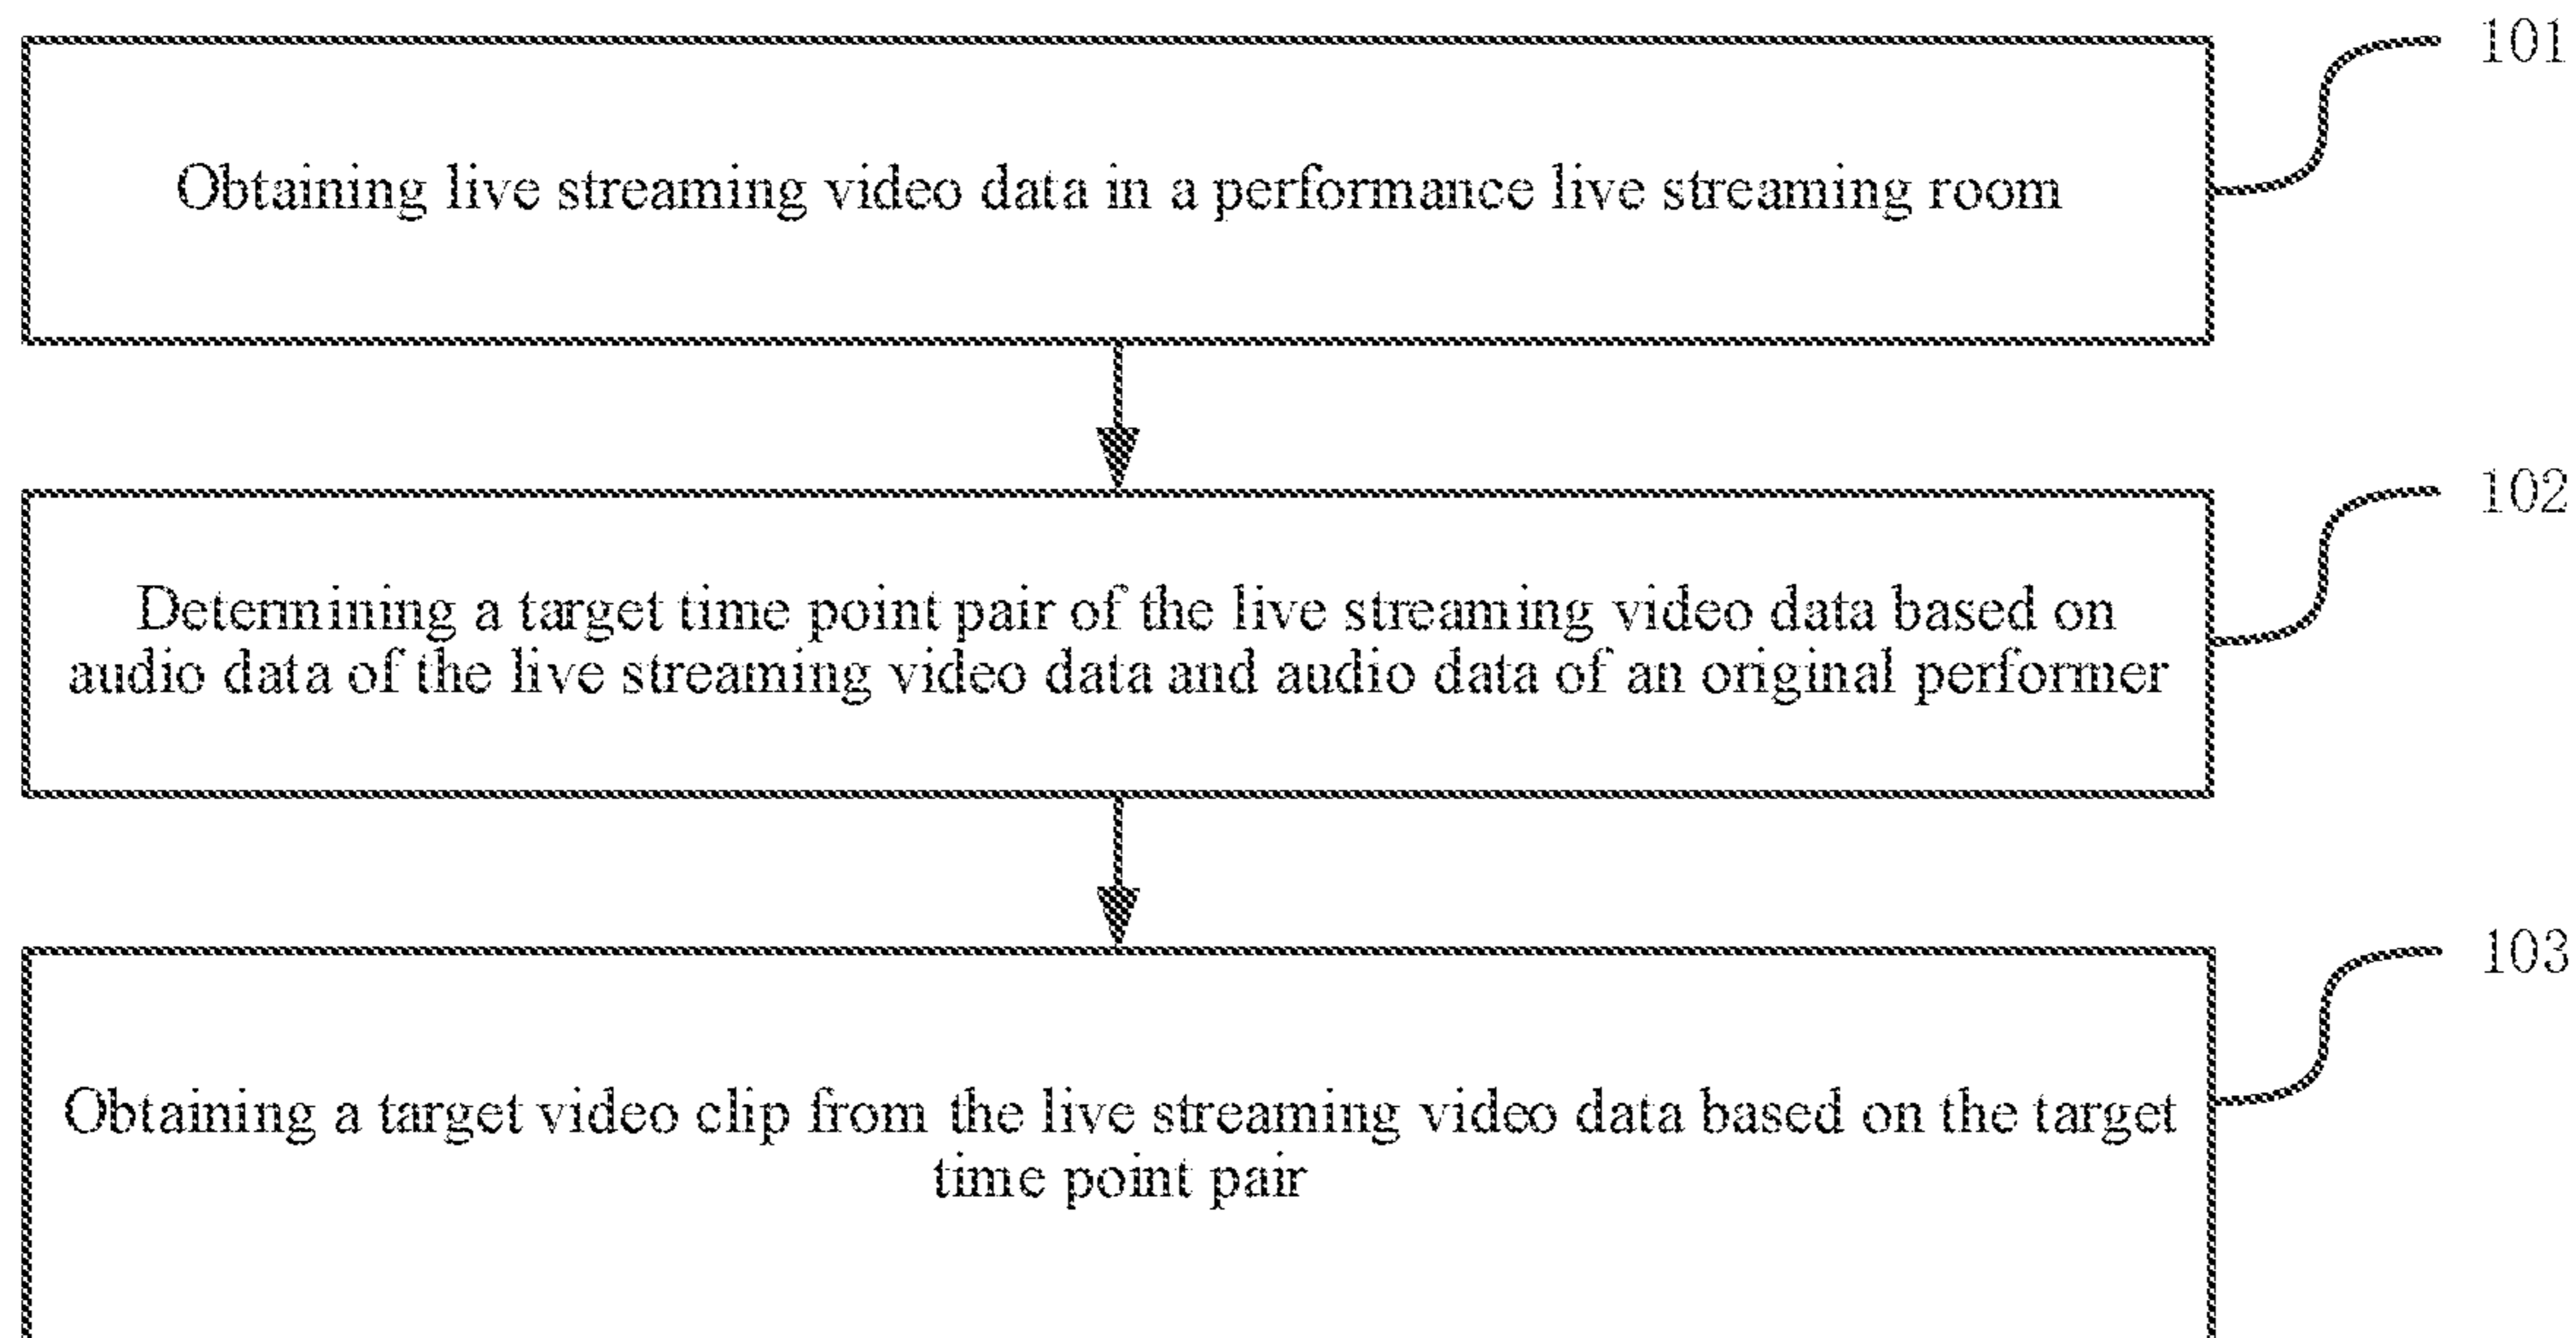 101
Obtaining live streaming video data in a performance live streaming room
102
Determining a target time point pair of the live streaming video data based on
audio data of the live streaming video data and audio data of an original performer
103
Obtaining a target video clip from the live streaming video data based on the target
time point pair